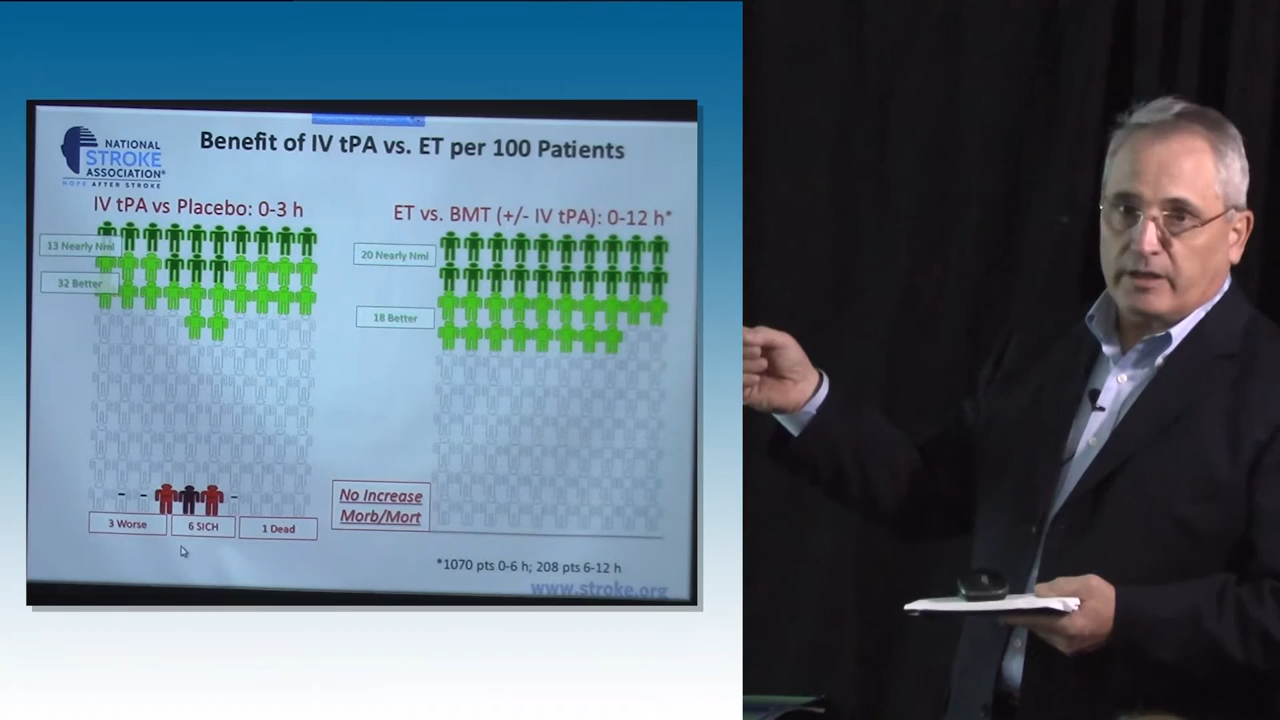 NATIONAL
STROKE
ASSOCIATION®
HOPE AFTER STROKE
Benefit of IV tPA vs. ET per 100 Patients
IV tPA vs Placebo: 0-3 h
13 Nearly Nml
32 Better
3 Worse
6 SICH
1 Dead
ET vs. BMT (+/- IV tPA): 0-12 h*
20 Nearly Nml
18 Better
No Increase
Morb/Mort
*1070 pts 0-6 h; 208 pts 6-12 h
www.stroke.org